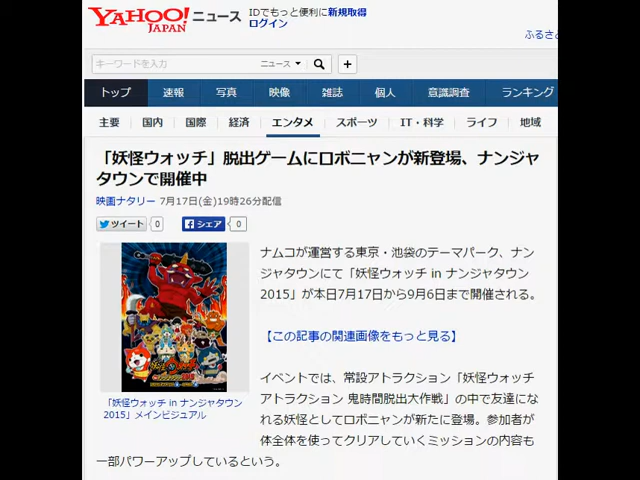 YAHOO! JAPAN ニュース
IDでもっと便利に新規取得
ログイン
ふるさと
キーワードを入力
ニュース
トップ 速報 写真 映像 雑誌 個人 意識調査 ランキング
主要 国内 国際 経済 エンタメ スポーツ IT・科学 ライフ 地域
「妖怪ウォッチ」脱出ゲームにロボニャンが新登場、ナンジャ
タウンで開催中
映画ナタリー 7月17日(金)19時26分配信
ツイート 0 シェア 0
ナムコが運営する東京・池袋のテーマパーク、ナン
ジャタウンにて「妖怪ウォッチ in ナンジャタウン
2015」が本日7月17日から9月6日まで開催される。
【この記事の関連画像をもっと見る】
「妖怪ウォッチ in ナンジャタウン
2015」メインビジュアル
イベントでは、常設アトラクション「妖怪ウォッチ
アトラクション 鬼時間脱出大作戦」の中で友達にな
れる妖怪としてロボニャンが新たに登場。参加者が
体全体を使ってクリアしていくミッションの内容も
一部パワーアップしているという。